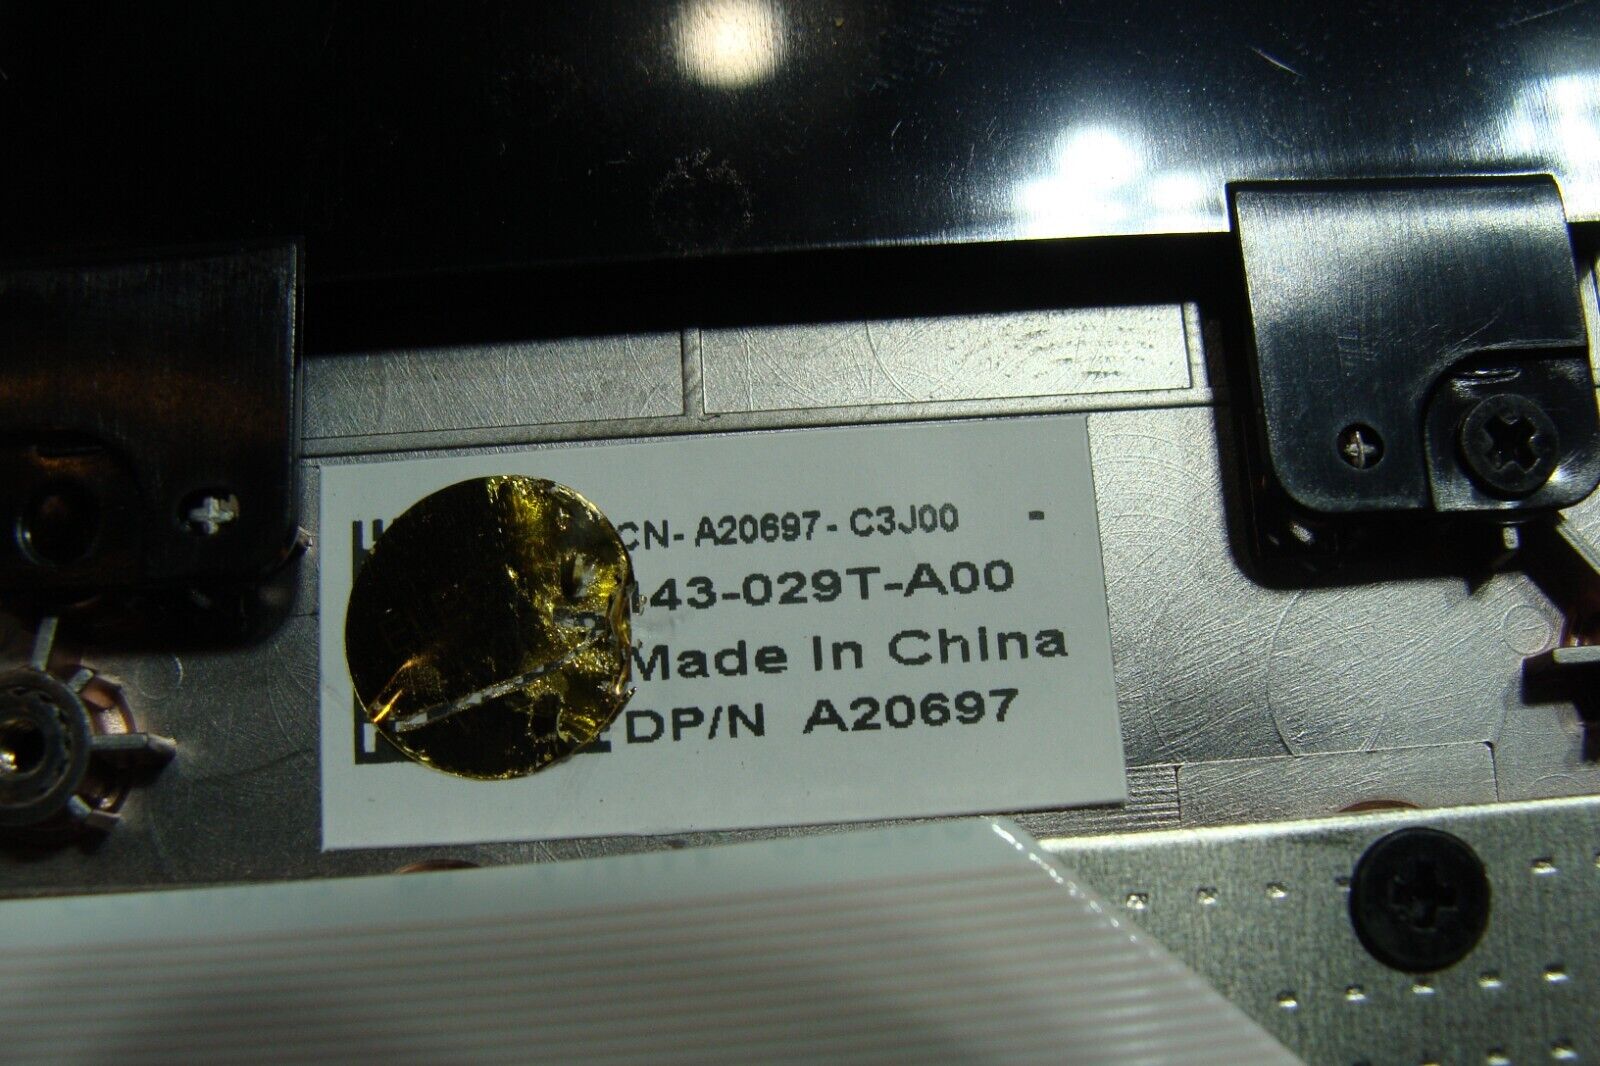 CN- A20697 - C3J00 -
43-029T-A00
Made In China
DP/N A20697